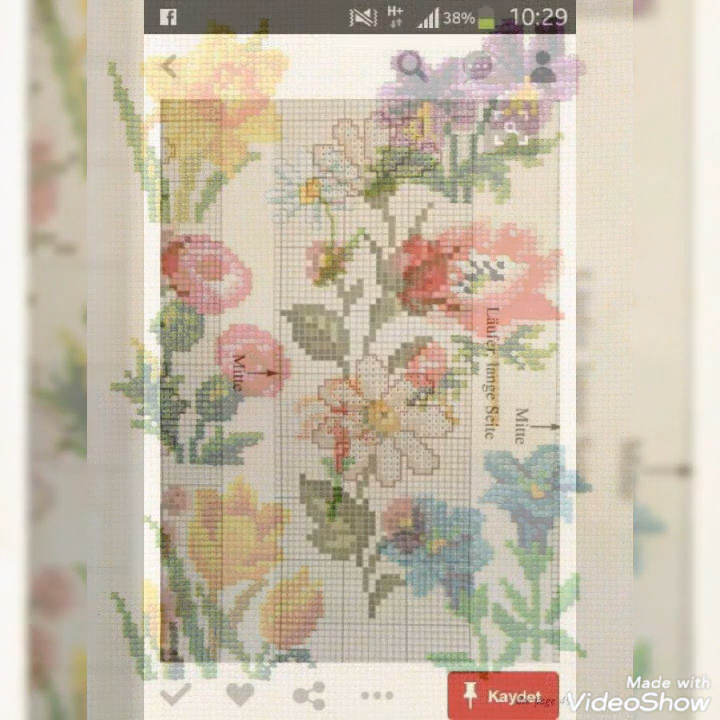 H+
38%
10:29
Läufer, lange Seite
Mitte
Mitte
Kaydet
Made with
VideoShow